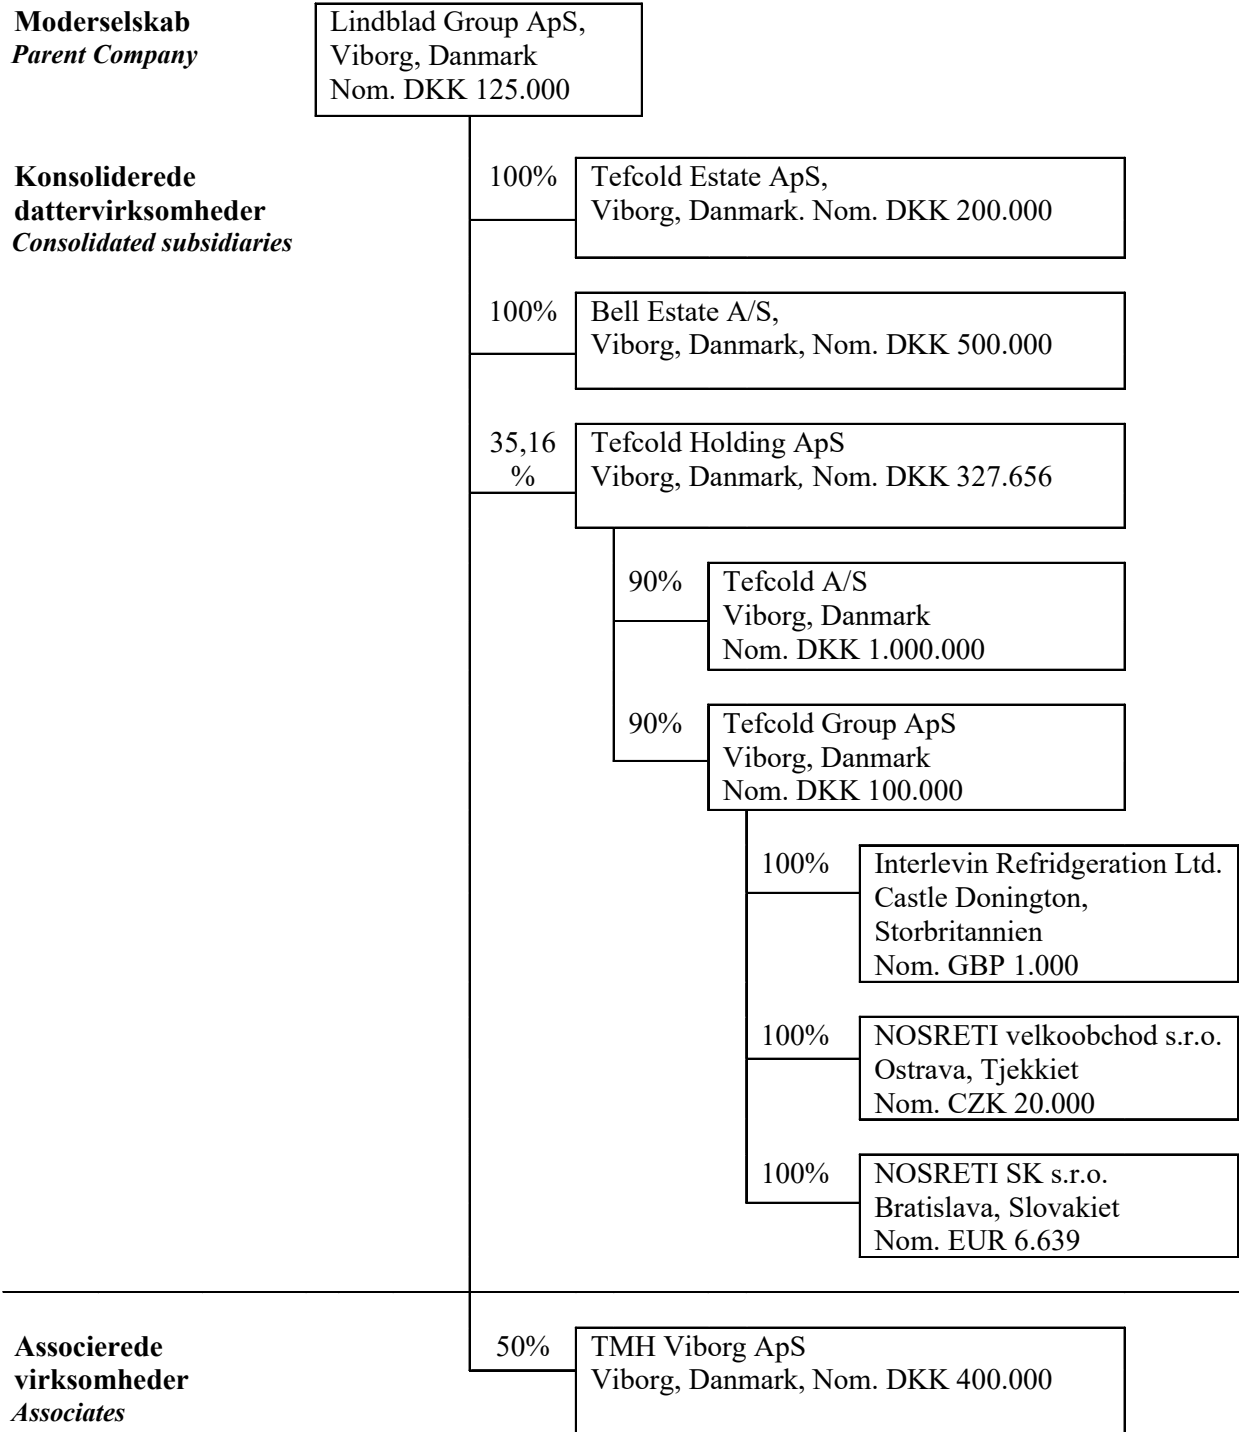 Moderselskab
Parent Company
Lindblad Group ApS,
Viborg, Danmark
Nom. DKK 125.000
Konsoliderede
dattervirksomheder
Consolidated subsidiaries
100%
Tefcold Estate ApS,
Viborg, Danmark. Nom. DKK 200.000
100%
Bell Estate A/S,
Viborg, Danmark, Nom. DKK 500.000
35,16
%
Tefcold Holding ApS
Viborg, Danmark, Nom. DKK 327.656
90%
Tefcold A/S
Viborg, Danmark
Nom. DKK 1.000.000
90%
Tefcold Group ApS
Viborg, Danmark
Nom. DKK 100.000
100%
Interlevin Refridgeration Ltd.
Castle Donington,
Storbritannien
Nom. GBP 1.000
100%
NOSRETI velkoobchod s.r.o.
Ostrava, Tjekkiet
Nom. CZK 20.000
100%
NOSRETI SK s.r.o.
Bratislava, Slovakiet
Nom. EUR 6.639
Associerede
virksomheder
Associates
50%
TMH Viborg ApS
Viborg, Danmark, Nom. DKK 400.000